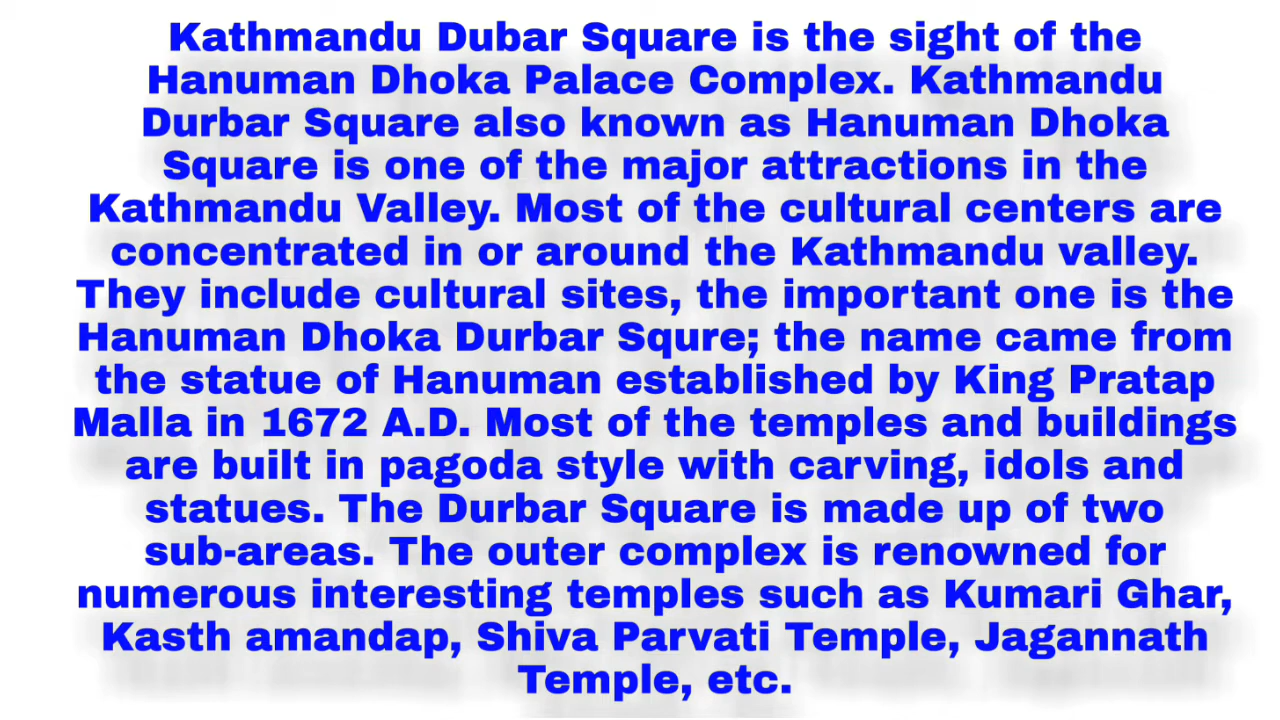 Kathmandu Dubar Square is the sight of the
Hanuman Dhoka Palace Complex. Kathmandu
Durbar Square also known as Hanuman Dhoka
Square is one of the major attractions in the
Kathmandu Valley. Most of the cultural centers are
concentrated in or around the Kathmandu valley.
They include cultural sites, the important one is the
Hanuman Dhoka Durbar Squre; the name came from
the statue of Hanuman established by King Pratap
Malla in 1672 A.D. Most of the temples and buildings
are built in pagoda style with carving, idols and
statues. The Durbar Square is made up of two
sub-areas. The outer complex is renowned for
numerous interesting temples such as Kumari Ghar,
Kasth amandap, Shiva Parvati Temple, Jagannath
Temple, etc.